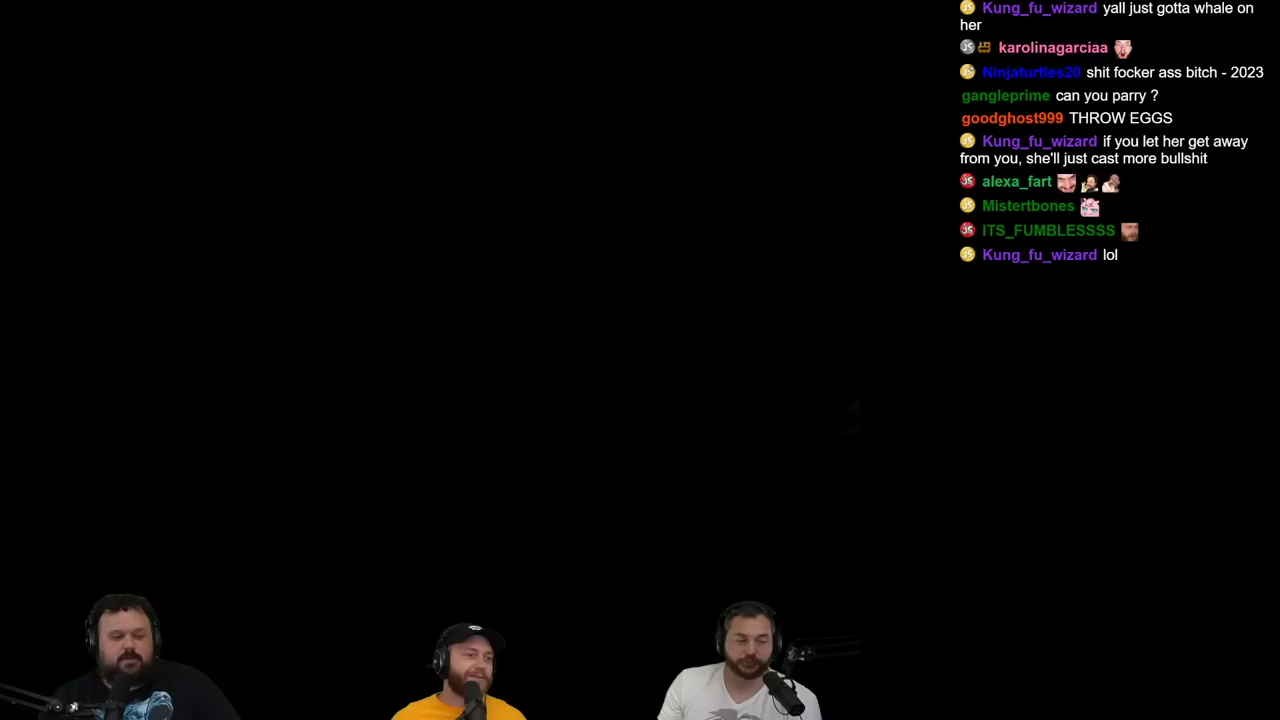 Kung_fu_wizard yall just gotta whale on
her
karolinagarciaa
Ninjaturtles20 shit focker ass bitch - 2023
gangleprime can you parry ?
goodghost999 THROW EGGS
Kung_fu_wizard if you let her get away
from you, she'll just cast more bullshit
alexa_fart
Mistertbones
ITS_FUMBLESSSS
Kung_fu_wizard lol